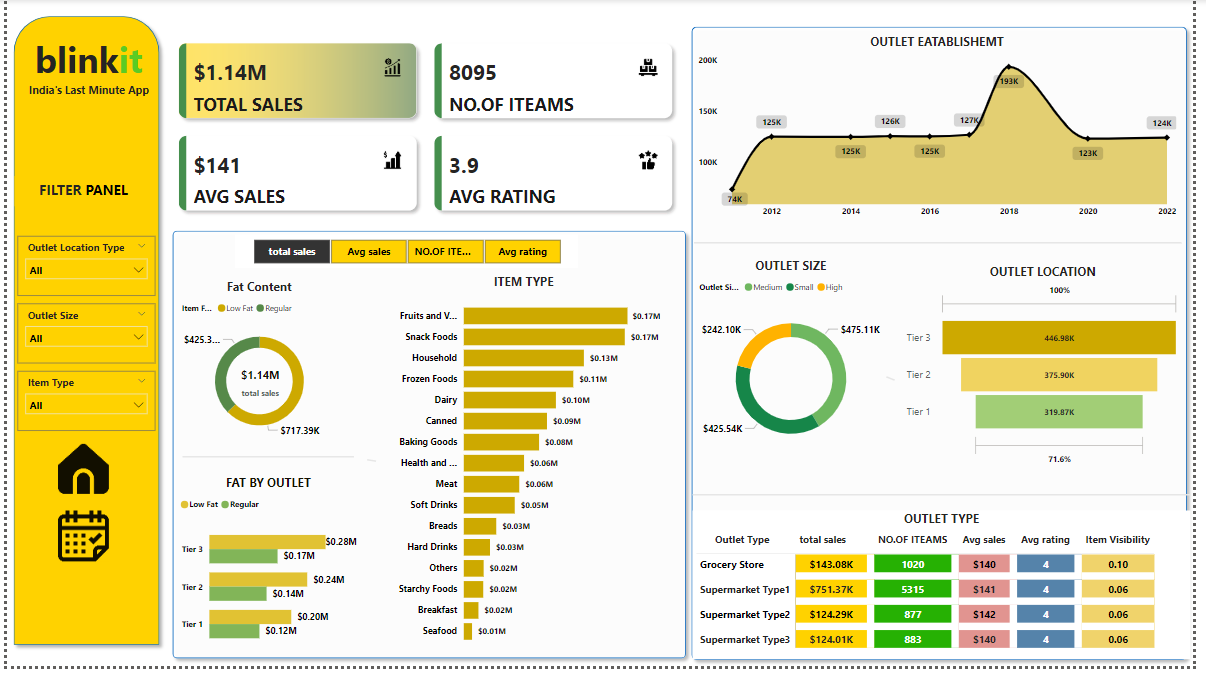 blinkit
India's Last Minute App
FILTER PANEL
Outlet Location Type
All
Outlet Size
All
Item Type
All
$1.14M
TOTAL SALES
8095
NO.OF ITEAMS
$141
AVG SALES
3.9
AVG RATING
total sales Avg sales NO.OF ITE... Avg rating
Fat Content
Item F... Low Fat Regular
$425.3...
$1.14M
total sales
$717.39K
FAT BY OUTLET
Low Fat Regular
Tier 3 $0.28M
$0.17M
Tier 2 $0.24M
$0.14M
Tier 1 $0.20M
$0.12M
ITEM TYPE
Fruits and V... $0.17M
Snack Foods $0.17M
Household $0.13M
Frozen Foods $0.11M
Dairy $0.10M
Canned $0.09M
Baking Goods $0.08M
Health and ... $0.06M
Meat $0.06M
Soft Drinks $0.05M
Breads $0.03M
Hard Drinks $0.03M
Others $0.02M
Starchy Foods $0.02M
Breakfast $0.02M
Seafood $0.01M
OUTLET EATABLISHEMT
200K
150K
100K
74K 125K 125K 126K 125K 127K 193K 123K 124K
2012 2014 2016 2018 2020 2022
OUTLET SIZE
Outlet Si... Medium Small High
$242.10K $475.11K
$425.54K
OUTLET LOCATION
100%
Tier 3 446.98K
Tier 2 375.90K
Tier 1 319.87K
71.6%
OUTLET TYPE
Outlet Type total sales NO.OF ITEAMS Avg sales Avg rating Item Visibility
Grocery Store $143.08K 1020 $140 4 0.10
Supermarket Type1 $751.37K 5315 $141 4 0.06
Supermarket Type2 $124.29K 877 $142 4 0.06
Supermarket Type3 $124.01K 883 $140 4 0.06